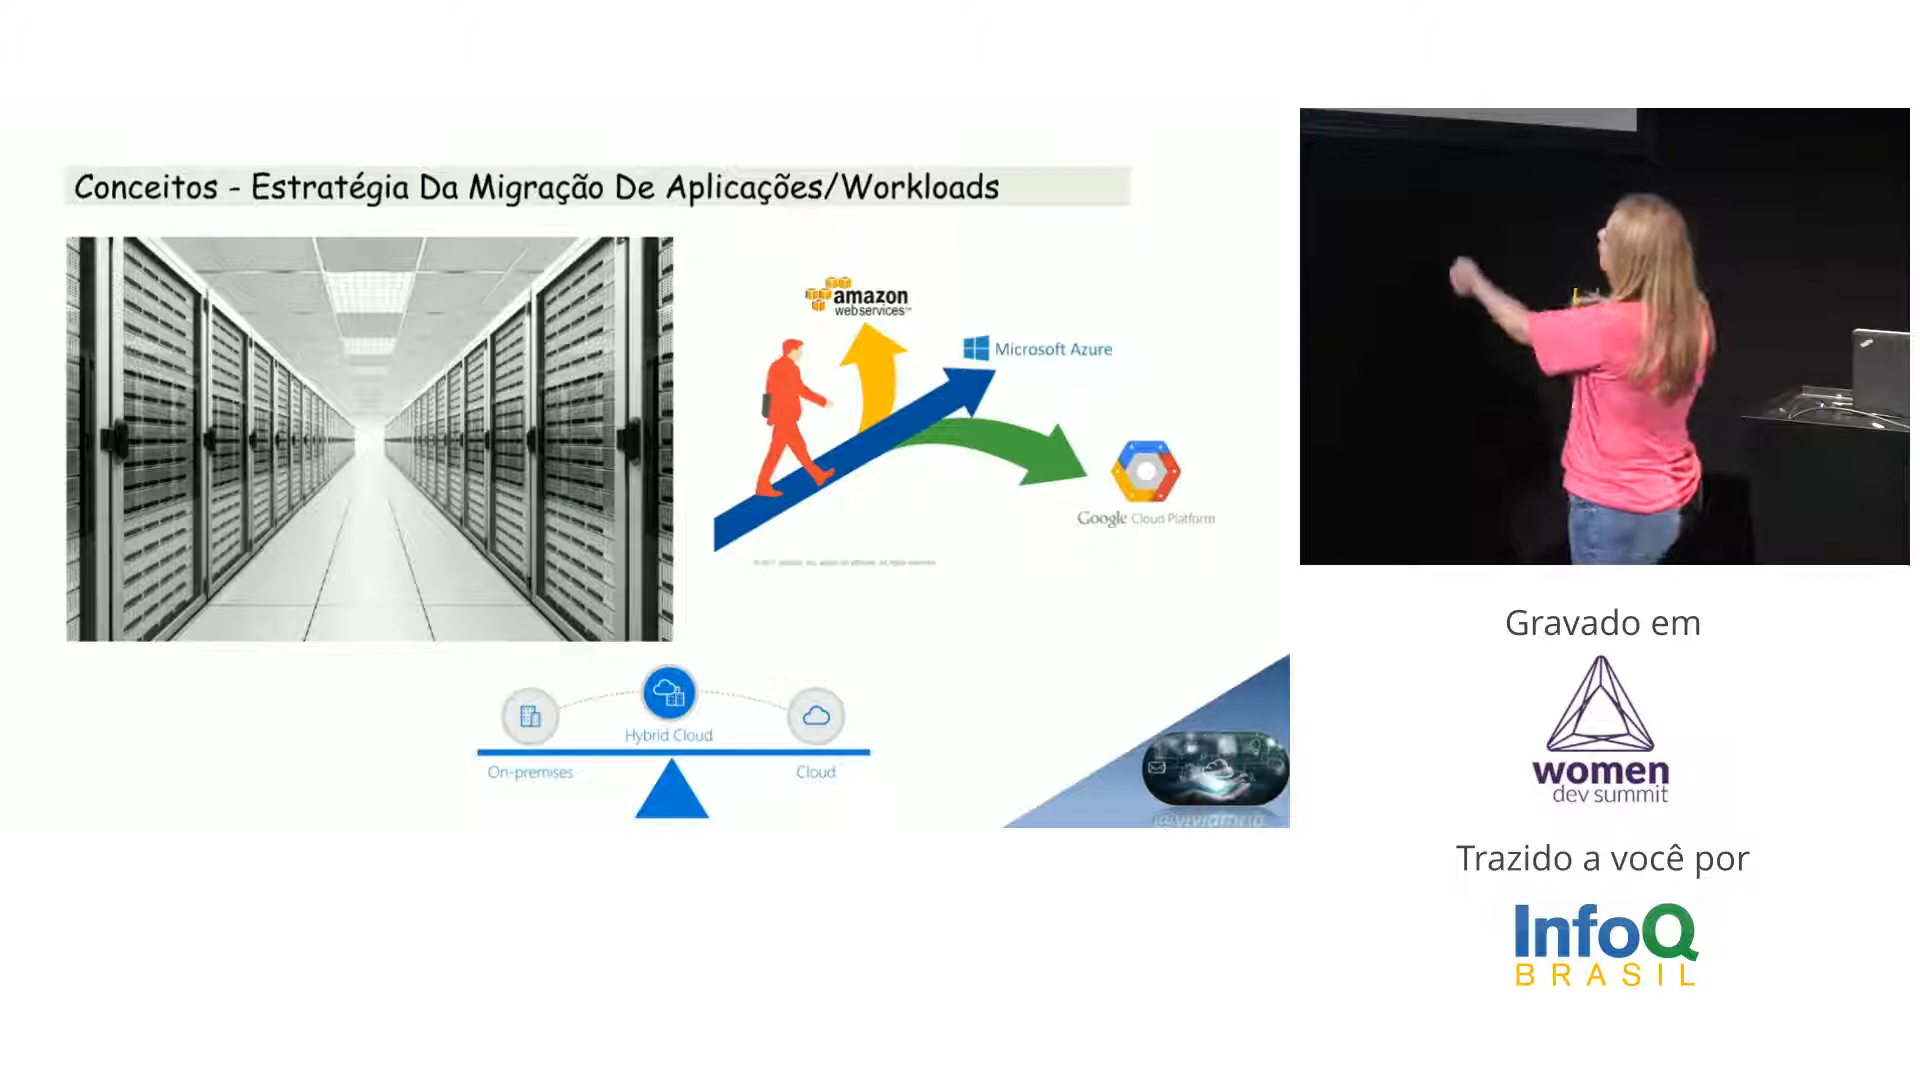 Conceitos - Estratégia Da Migração De Aplicações/Workloads
amazon
webservices™
Microsoft Azure
Google Cloud Platform
Hybrid Cloud
On-premises
Cloud
Gravado em
women
dev summit
Trazido a você por
InfoQ
BRASIL